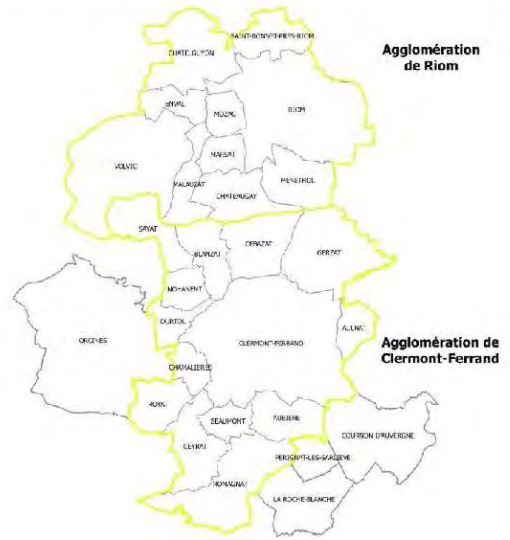 SAINT-BONNET-PRES-RIOM
CHATEL-GUYON
Agglomération
de Riom
ENVAL
MOZAC
RIOM
MARSAT
VOLVIC
MALAUZAT
MENETROL
CHATEAUGAY
SAYAT
BLANZAT
CEBAZAT
GERZAT
NOHANENT
DURTOL
AULNAT
ORCINES
CLERMONT-FERRAND
Agglomération de
Clermont-Ferrand
CHAMALIERES
ROYAT
BEAUMONT
AUBIERE
COURNON D'AUVERGNE
CEYRAT
PERIGNAT-LES-SARLIEVE
ROMAGNAT
LA ROCHE-BLANCHE